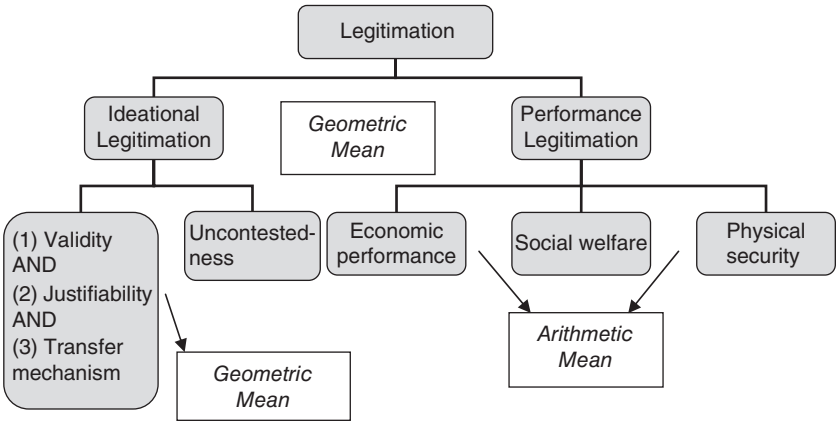 Legitimation
Ideational
Legitimation
Geometric
Mean
Performance
Legitimation
(1) Validity
AND
(2) Justifiability
AND
(3) Transfer
mechanism
Uncontested-
ness
Economic
performance
Social welfare
Physical
security
Geometric
Mean
Arithmetic
Mean